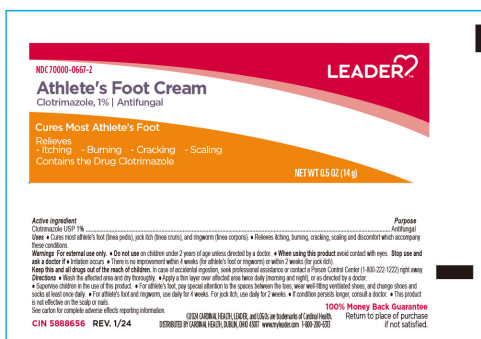 NDC 70000-0667-2
LEADER
Athlete's Foot Cream
Clotrimazole, 1% | Antifungal
Cures Most Athlete's Foot
Relieves
- Itching - Burning - Cracking - Scaling
Contains the Drug Clotrimazole
NET WT 0.5 OZ (14 g)
Active ingredient Purpose
Clotrimazole USP 1% Antifungal
Uses ♦ Cures most athlete's foot (tinea pedis), jock itch (tinea cruris), and ringworm (tinea corporis). ♦ Relieves itching, burning, cracking, scaling and discomfort which accompany
these conditions.
Warnings For external use only. ♦ Do not use on children under 2 years of age unless directed by a doctor. ♦ When using this product avoid contact with eyes. Stop use and
ask a doctor if ♦ Irritation occurs ♦ There is no improvement within 4 weeks (for athlete's foot or ringworm) or within 2 weeks (for jock itch).
Keep this and all drugs out of the reach of children. In case of accidental ingestion, seek professional assistance or contact a Poison Control Center (1-800-222-1222) right away.
Directions ♦ Wash the affected area and dry thoroughly. ♦ Apply a thin layer over affected area twice daily (morning and night), or as directed by a doctor.
♦ Supervise children in the use of this product. ♦ For athlete's foot, pay special attention to the spaces between the toes; wear well-fitting ventilated shoes, and change shoes and
socks at least once daily. ♦ For athlete's foot and ringworm, use daily for 4 weeks. For jock itch, use daily for 2 weeks. ♦ If condition persists longer, consult a doctor. ♦ This product
is not effective on the scalp or nails.
See carton for complete adverse effects reporting information.
CIN 5888656 REV. 1/24
©2024 CARDINAL HEALTH, LEADER, and LOGOs are trademarks of Cardinal Health.
DISTRIBUTED BY CARDINAL HEALTH, DUBLIN, OHIO 43017 www.myleader.com 1-800-200-6313
100% Money Back Guarantee
Return to place of purchase
if not satisfied.